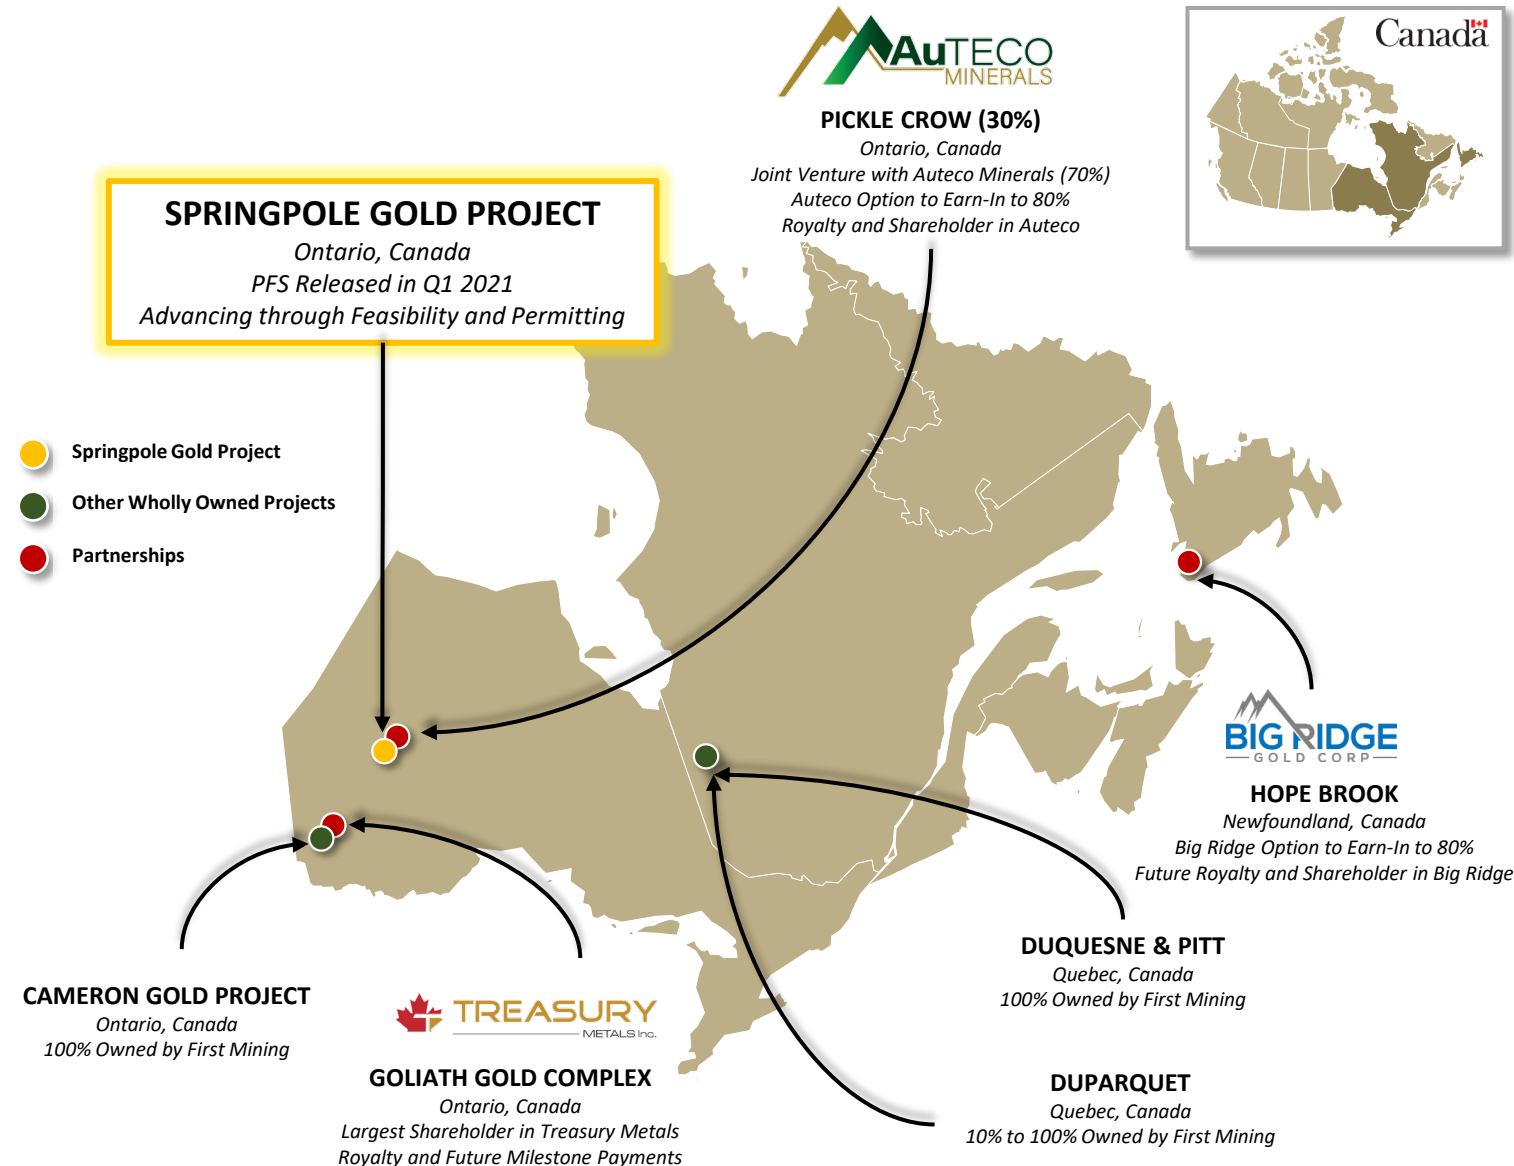 AuTECO
MINERALS
PICKLE CROW (30%)
Ontario, Canada
Joint Venture with Auteco Minerals (70%)
Auteco Option to Earn-In to 80%
Royalty and Shareholder in Auteco
Canada
SPRINGPOLE GOLD PROJECT
Ontario, Canada
PFS Released in Q1 2021
Advancing through Feasibility and Permitting
Springpole Gold Project
Other Wholly Owned Projects
Partnerships
BIG RIDGE
GOLD CORP
HOPE BROOK
Newfoundland, Canada
Big Ridge Option to Earn-In to 80%
Future Royalty and Shareholder in Big Ridge
DUQUESNE & PITT
Quebec, Canada
100% Owned by First Mining
CAMERON GOLD PROJECT
Ontario, Canada
100% Owned by First Mining
TREASURY
METALS Inc.
GOLIATH GOLD COMPLEX
Ontario, Canada
Largest Shareholder in Treasury Metals
Royalty and Future Milestone Payments
DUPARQUET
Quebec, Canada
10% to 100% Owned by First Mining